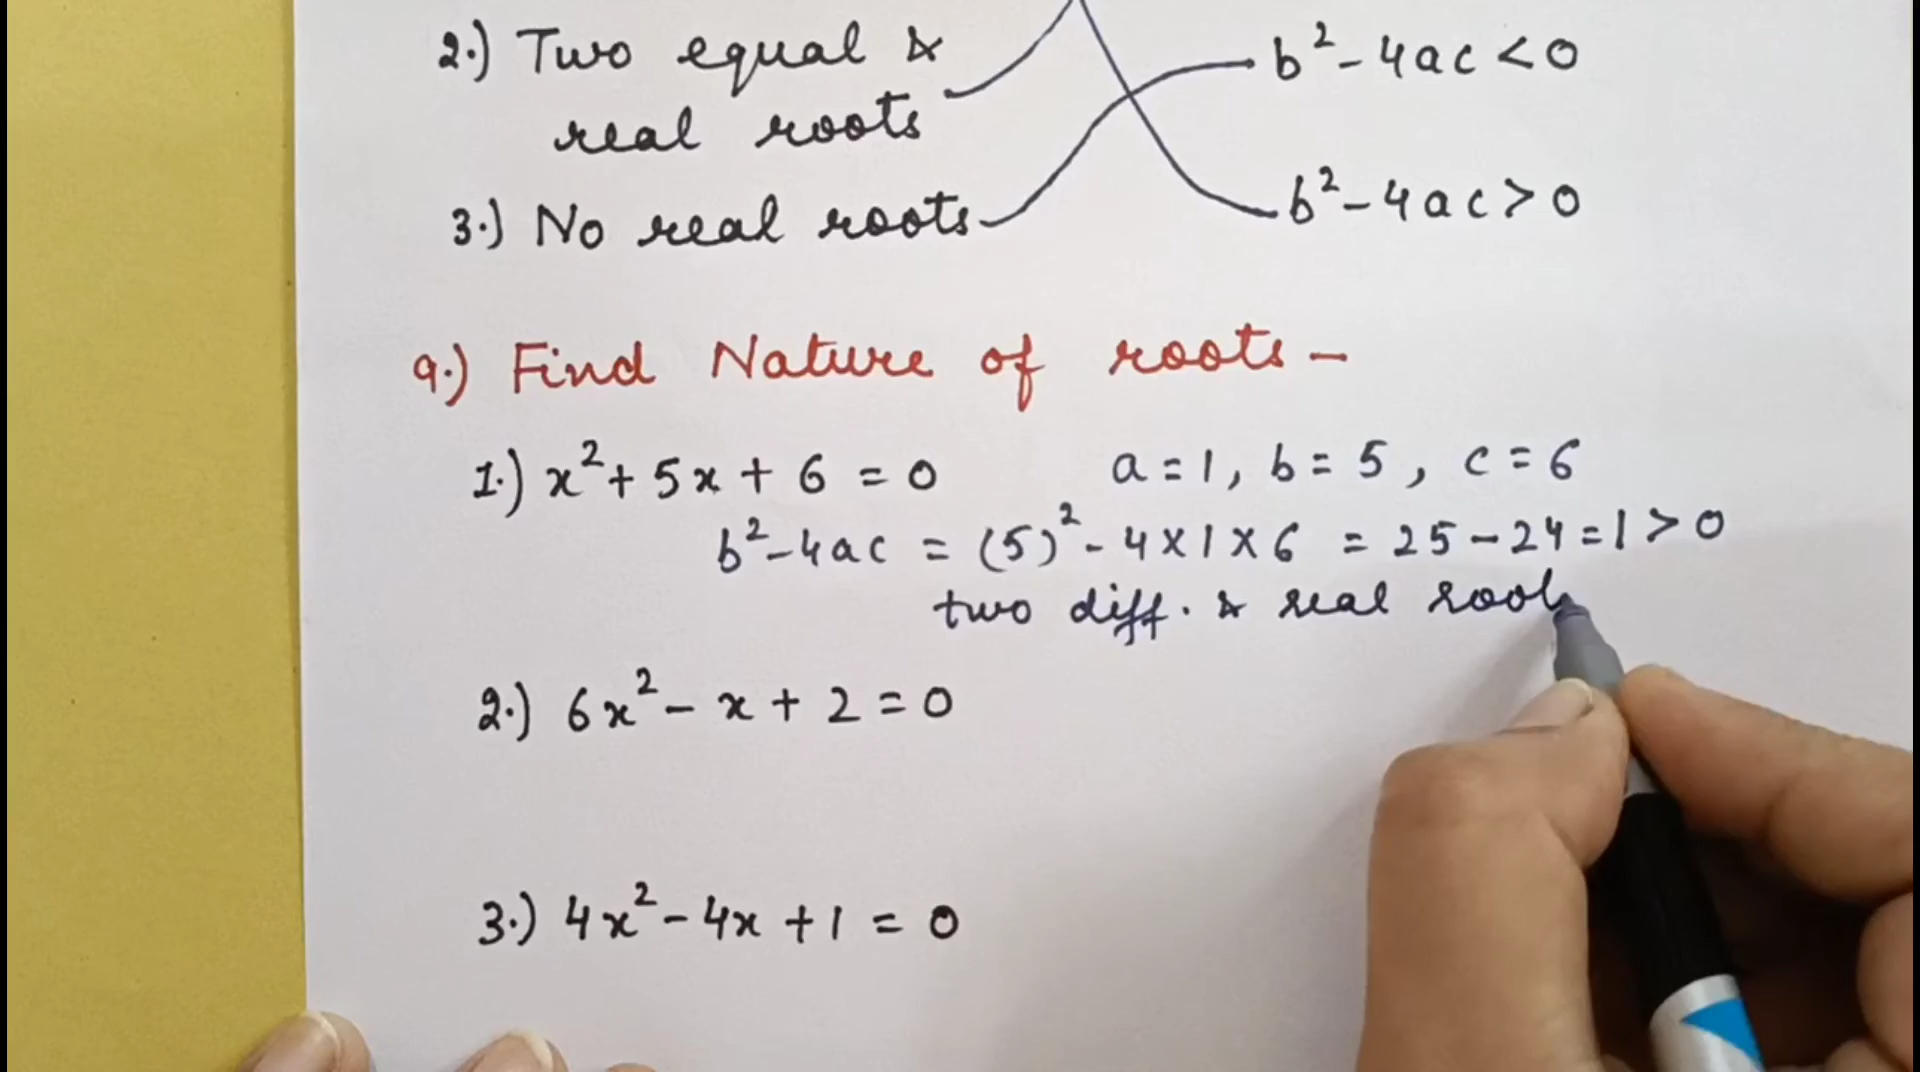 2.) Two equal &
real roots
b²-4ac<0
3.) No real roots
b²-4ac>0
9.) Find Nature of roots-
1.) x²+5x+6=0 a=1, b=5, c=6
b²-4ac = (5)²-4×1×6 = 25-24=1>0
two diff. & real root
2.) 6x²-x+2=0
3.) 4x²-4x+1=0